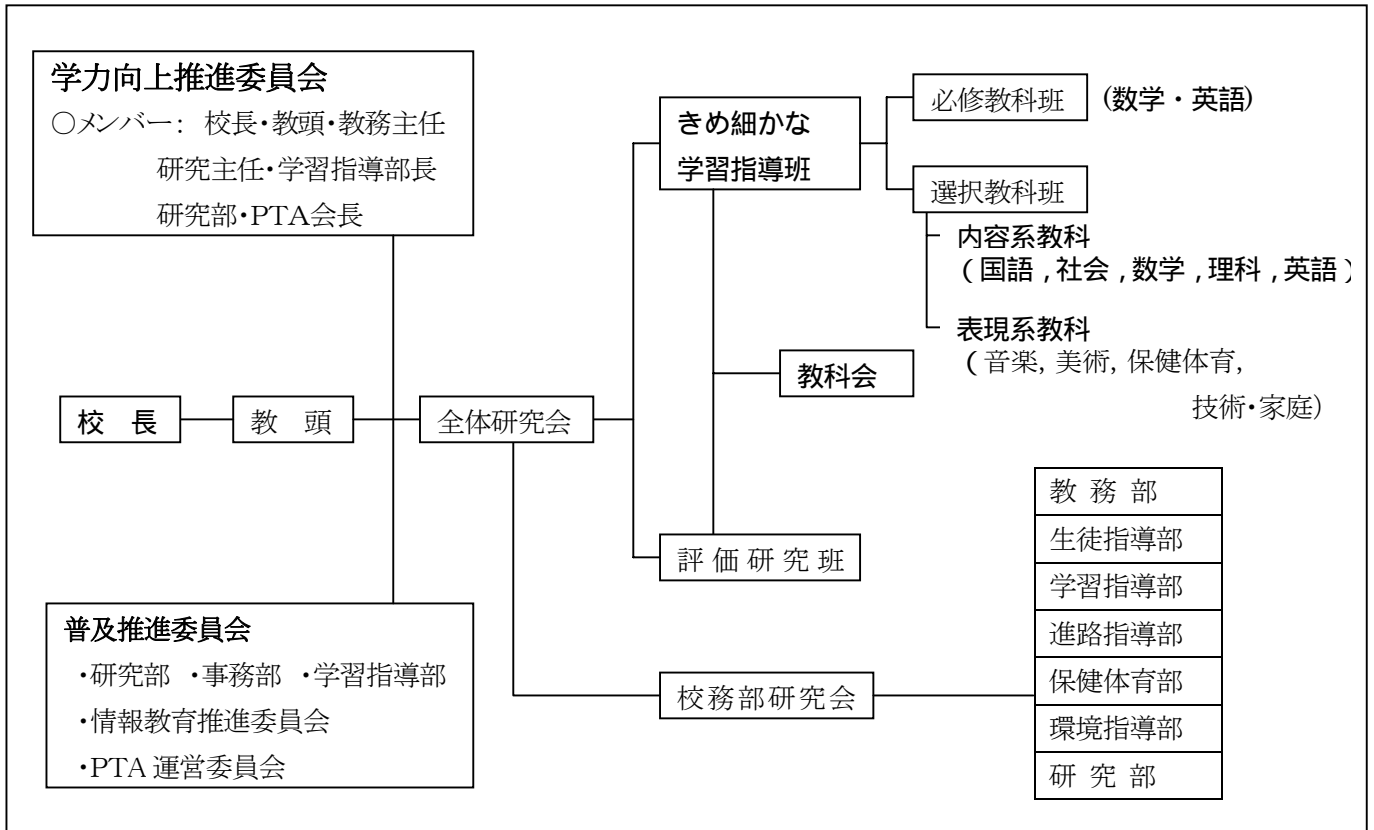 学力向上推進委員会
○メンバー： 校長・教頭・教務主任
研究主任・学習指導部長
研究部・PTA会長
きめ細かな
学習指導班
必修教科班 (数学・英語)
選択教科班
内容系教科
(国語,社会,数学,理科,英語)
表現系教科
(音楽,美術,保健体育,
技術・家庭)
教科会
校 長
教 頭
全体研究会
評価研究班
校務部研究会
教 務 部
生徒指導部
学習指導部
進路指導部
保健体育部
環境指導部
研 究 部
普及推進委員会
・研究部 ・事務部 ・学習指導部
・情報教育推進委員会
・PTA 運営委員会